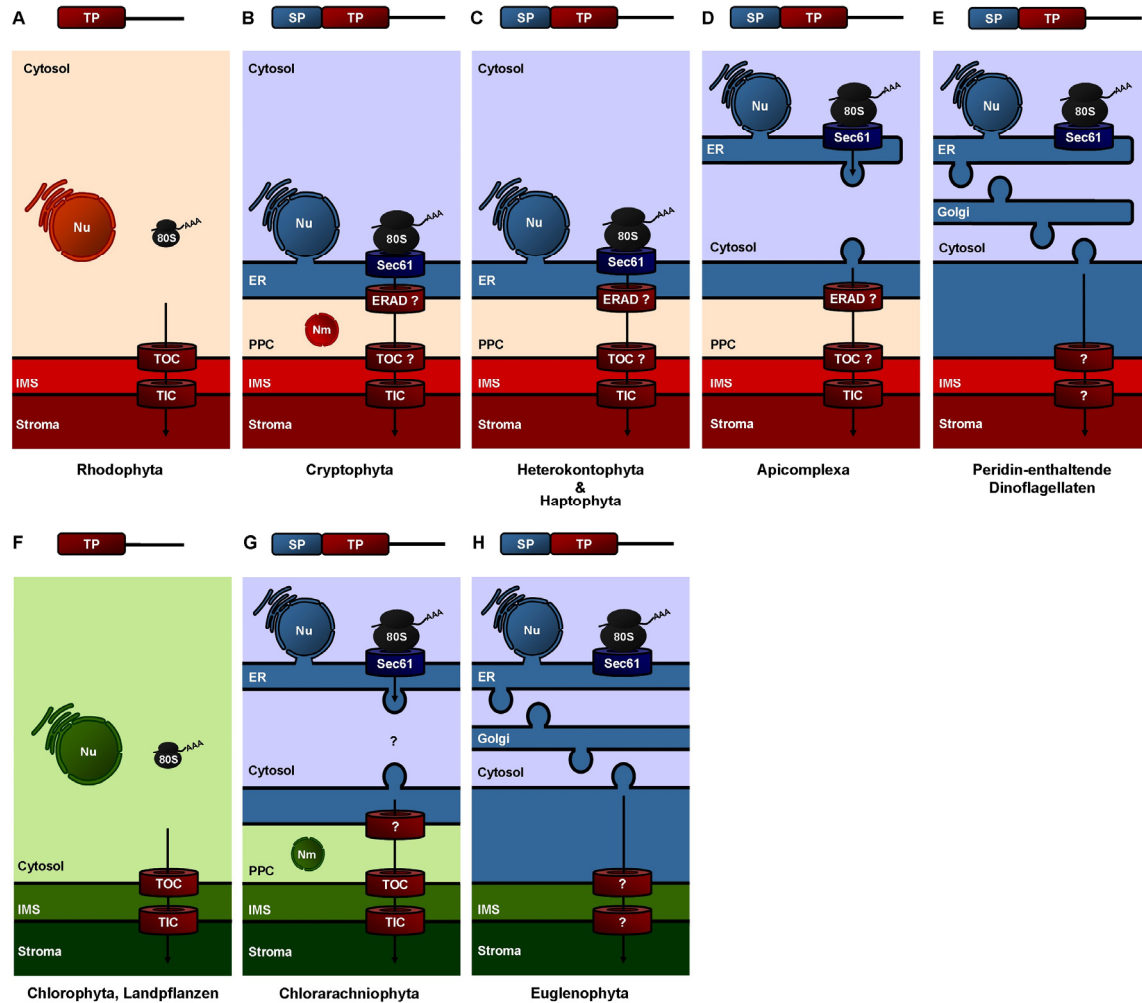 A
TP
Cytosol
Nu
80S
AAA
TOC
IMS
TIC
Stroma
Rhodophyta
B
SP
TP
Cytosol
Nu
AAA
80S
Sec61
ER
ERAD ?
Nm
PPC
TOC ?
IMS
TIC
Stroma
Cryptophyta
C
SP
TP
Cytosol
Nu
AAA
80S
Sec61
ER
ERAD ?
PPC
TOC ?
IMS
TIC
Stroma
Heterokontophyta
&
Haptophyta
D
SP
TP
Cytosol
Nu
AAA
80S
Sec61
ER
Cytosol
ERAD ?
PPC
TOC ?
IMS
TIC
Stroma
Apicomplexa
E
SP
TP
Cytosol
Nu
AAA
80S
Sec61
ER
Golgi
Cytosol
?
IMS
?
Stroma
Peridin-enthaltende
Dinoflagellaten
F
TP
Nu
AAA
80S
Cytosol
TOC
IMS
TIC
Stroma
Chlorophyta, Landpflanzen
G
SP
TP
Nu
AAA
80S
Sec61
ER
?
Cytosol
?
Nm
PPC
TOC
IMS
TIC
Stroma
Chlorarachniophyta
H
SP
TP
Nu
AAA
80S
Sec61
ER
Golgi
Cytosol
?
IMS
?
Stroma
Euglenophyta